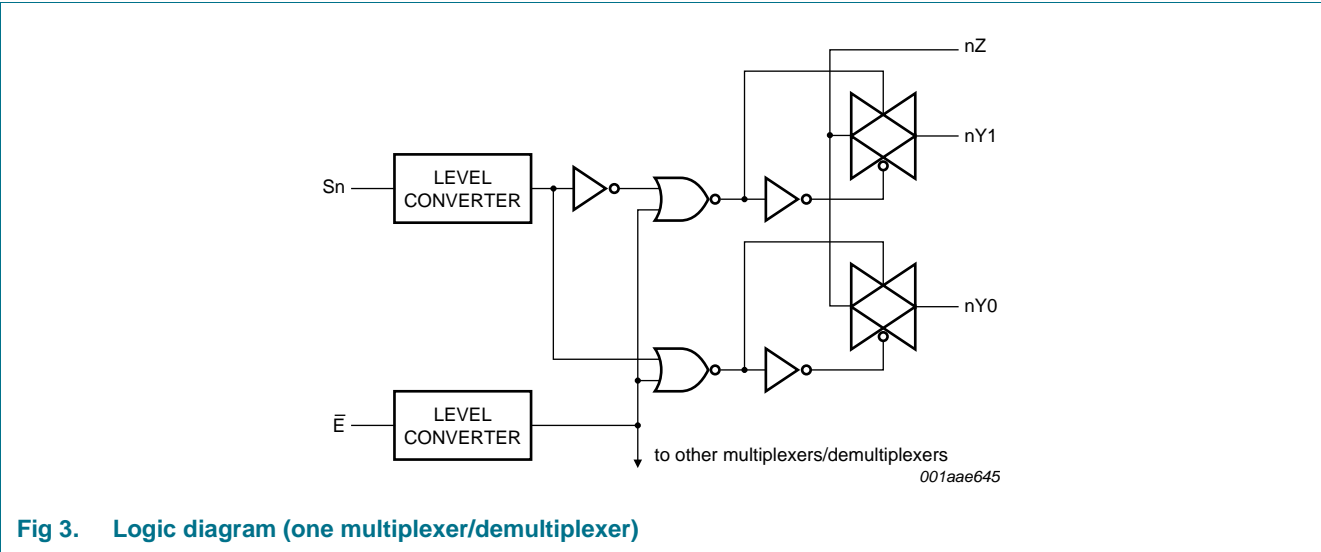 nZ
nY1
Sn
LEVEL
CONVERTER
nY0
E̅
LEVEL
CONVERTER
to other multiplexers/demultiplexers
001aae645
Fig 3. Logic diagram (one multiplexer/demultiplexer)